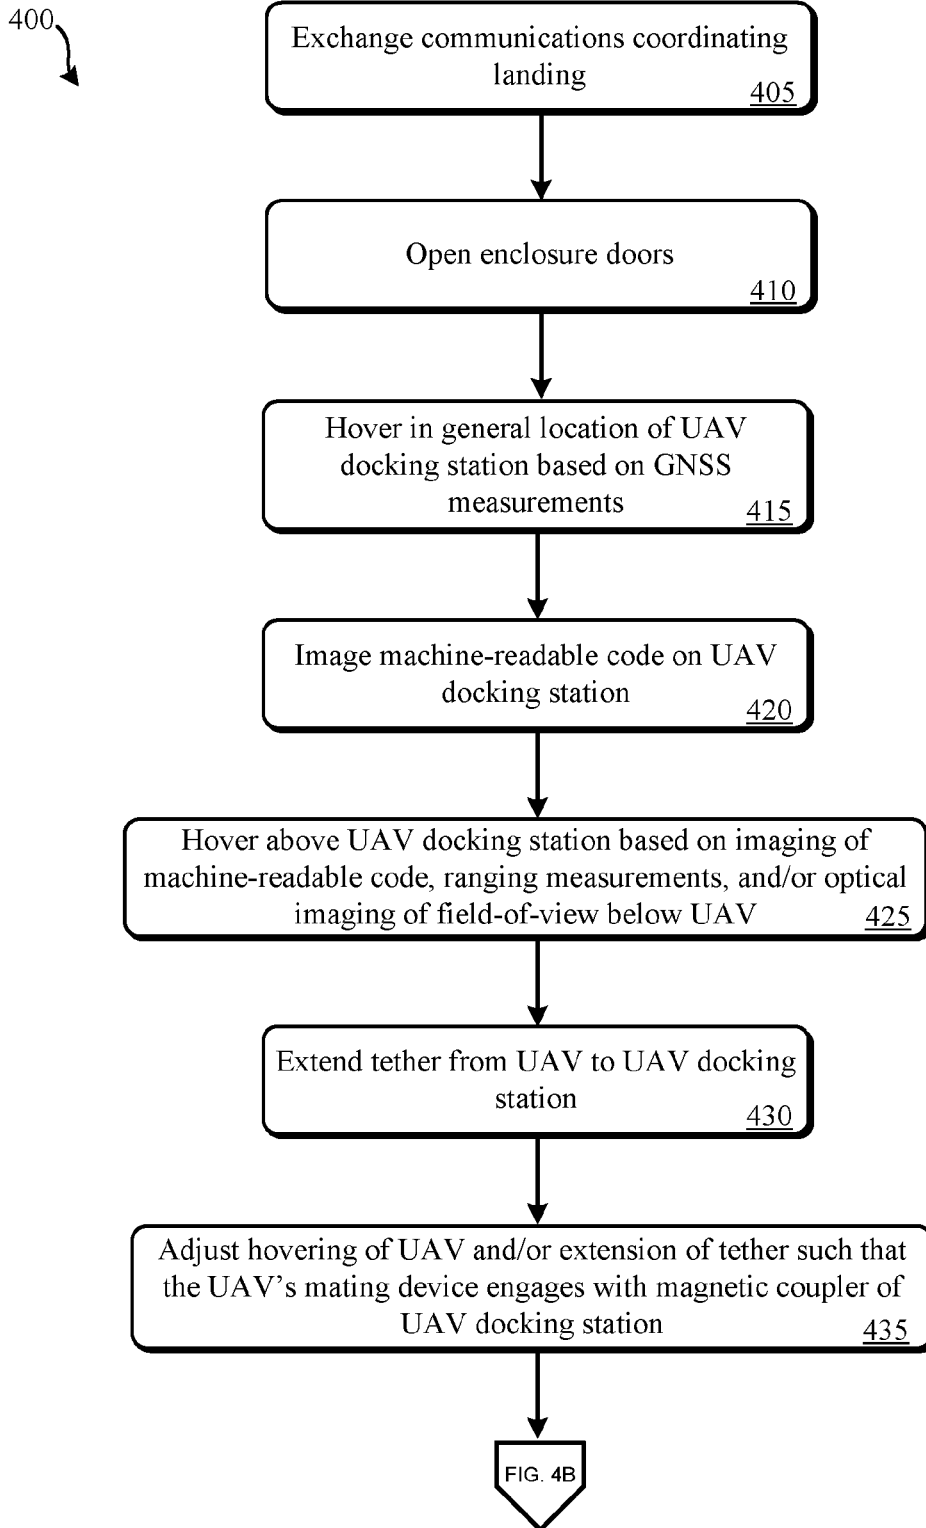 400
Exchange communications coordinating
landing
405
Open enclosure doors
410
Hover in general location of UAV
docking station based on GNSS
measurements
415
Image machine-readable code on UAV
docking station
420
Hover above UAV docking station based on imaging of
machine-readable code, ranging measurements, and/or optical
imaging of field-of-view below UAV
425
Extend tether from UAV to UAV docking
station
430
Adjust hovering of UAV and/or extension of tether such that
the UAV’s mating device engages with magnetic coupler of
UAV docking station
435
FIG. 4B